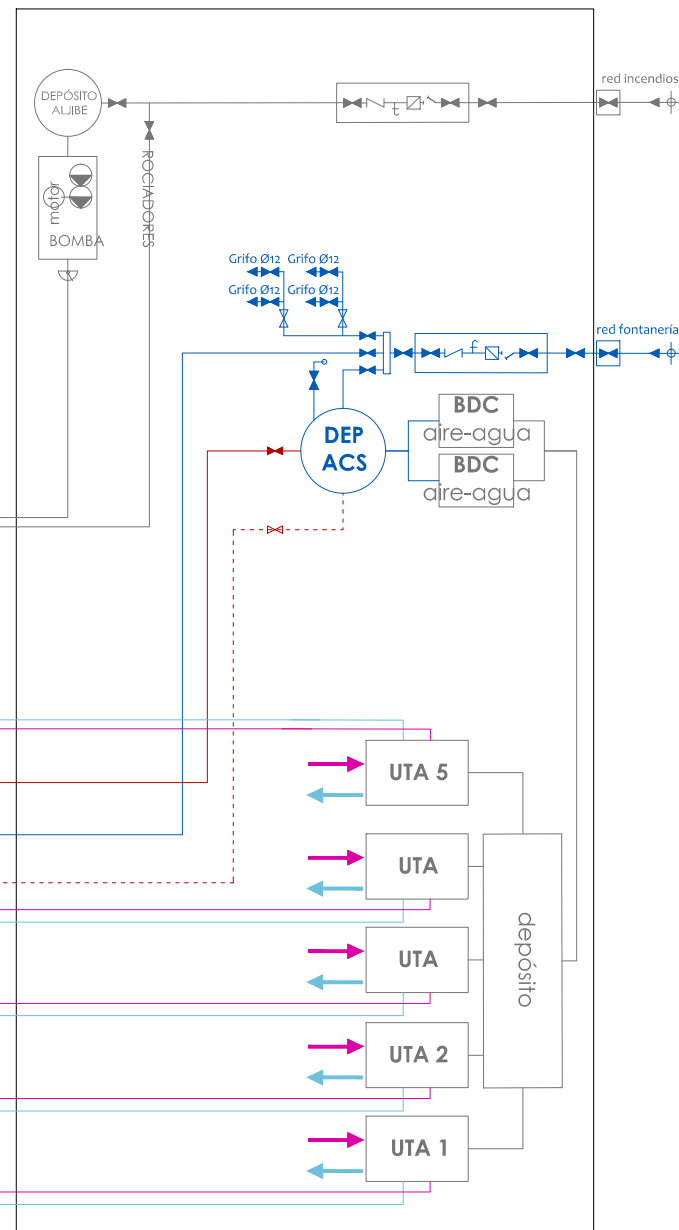 red incendios
DEPÓSITO
ALJIBE
ROCIADORES
motor
BOMBA
Grifo Ø12
Grifo Ø12
Grifo Ø12
Grifo Ø12
red fontanería
t
f
BDC
aire-agua
DEP
ACS
BDC
aire-agua
UTA 5
UTA
UTA
depósito
UTA 2
UTA 1